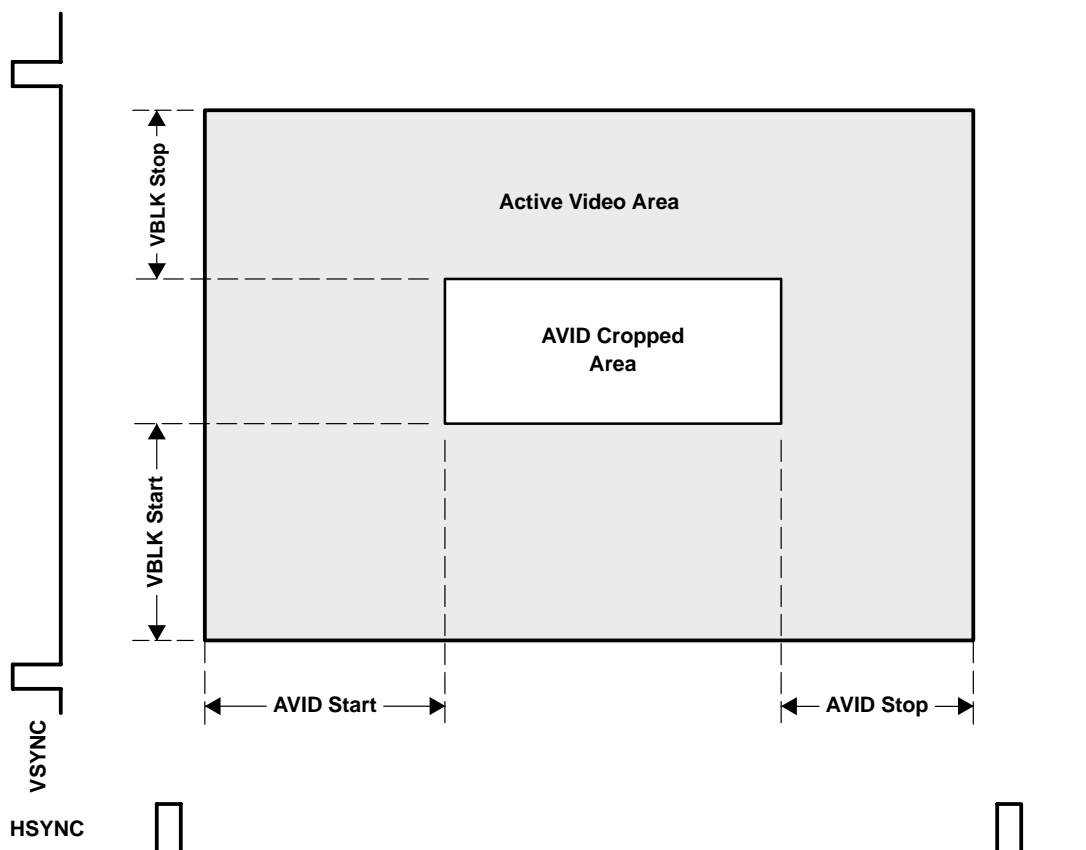 VBLK Stop
Active Video Area
AVID Cropped
Area
VBLK Start
AVID Start
AVID Stop
VSYNC
HSYNC